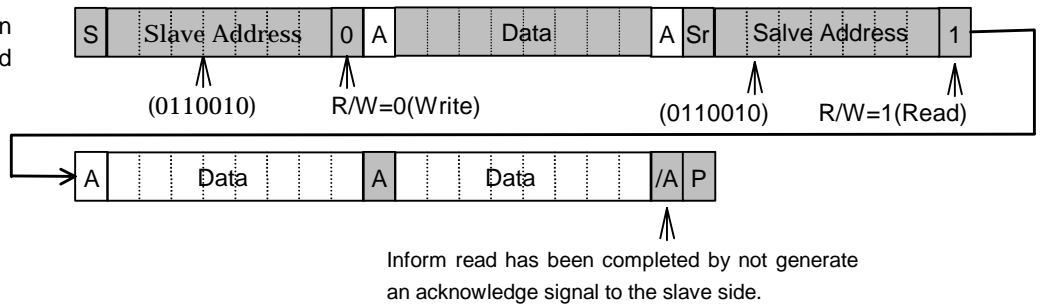 n
d
S Slave Address 0 A Data A Sr Salve Address 1
(0110010) R/W=0(Write) (0110010) R/W=1(Read)
A Data A Data /A P
Inform read has been completed by not generate
an acknowledge signal to the slave side.